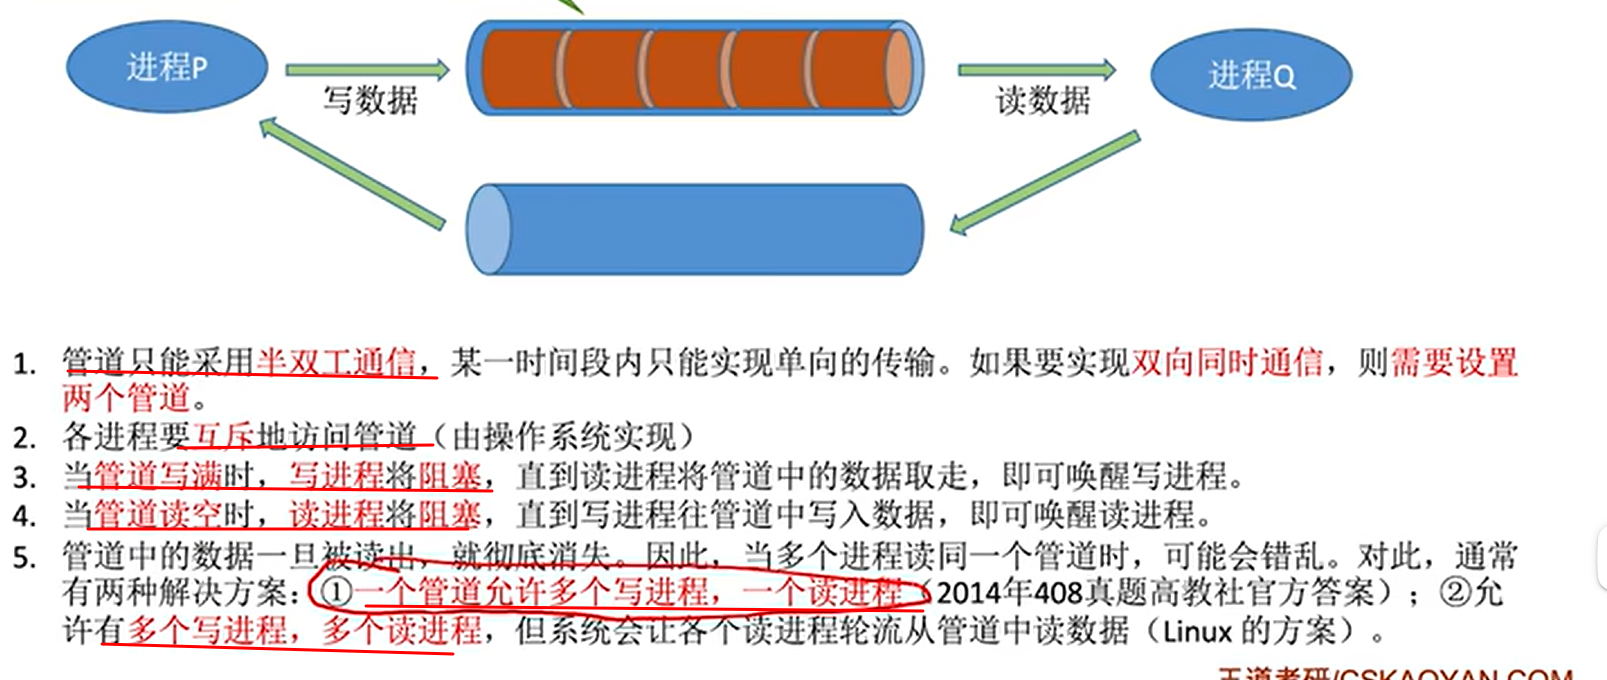 进程P
写数据
读数据
进程Q
1. 管道只能采用半双工通信，某一时间段内只能实现单向的传输。如果要实现双向同时通信，则需要设置
两个管道。
2. 各进程要互斥地访问管道（由操作系统实现）
3. 当管道写满时，写进程将阻塞，直到读进程将管道中的数据取走，即可唤醒写进程。
4. 当管道读空时，读进程将阻塞，直到写进程往管道中写入数据，即可唤醒读进程。
5. 管道中的数据一旦被读出，就彻底消失。因此，当多个进程读同一个管道时，可能会错乱。对此，通常
有两种解决方案：①一个管道允许多个写进程，一个读进程（2014年408真题高教社官方答案）；②允
许有多个写进程，多个读进程，但系统会让各个读进程轮流从管道中读数据（Linux 的方案）。
王道考研/CSKAOYAN.COM